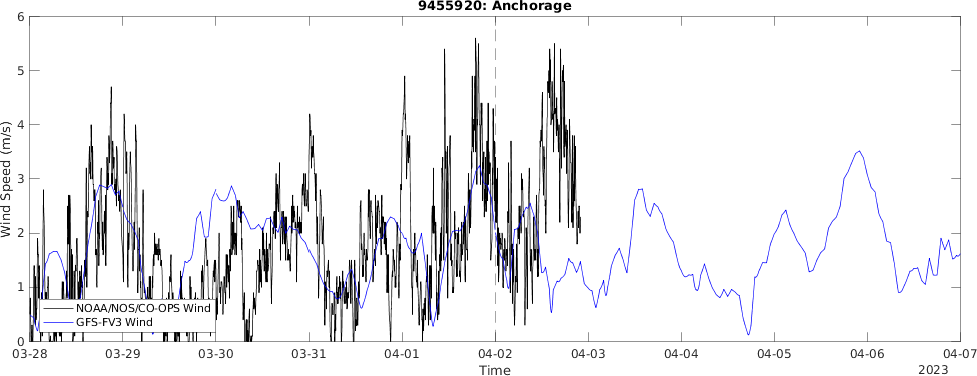 9455920: Anchorage
6
5
4
3
2
1
0
Wind Speed (m/s)
NOAA/NOS/CO-OPS Wind
GFS-FV3 Wind
03-28 03-29 03-30 03-31 04-01 04-02 04-03 04-04 04-05 04-06 04-07
Time
2023